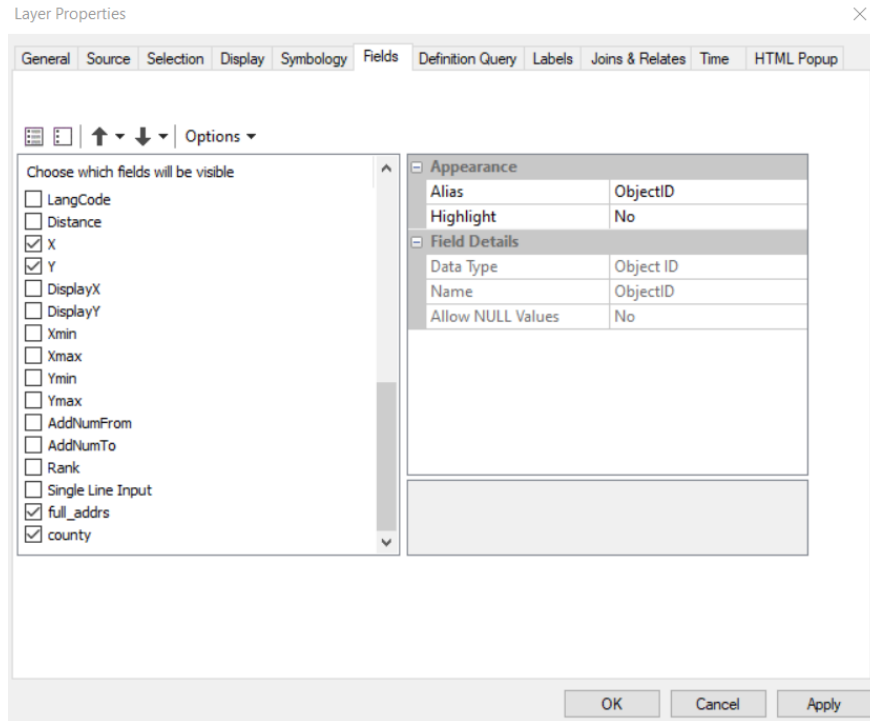 Layer Properties
General Source Selection Display Symbology Fields Definition Query Labels Joins & Relates Time HTML Popup
Options
Choose which fields will be visible
LangCode
Distance
X
Y
DisplayX
DisplayY
Xmin
Xmax
Ymin
Ymax
AddNumFrom
AddNumTo
Rank
Single Line Input
full_addrs
county
Appearance
Alias ObjectID
Highlight No
Field Details
Data Type Object ID
Name ObjectID
Allow NULL Values No
OK Cancel Apply